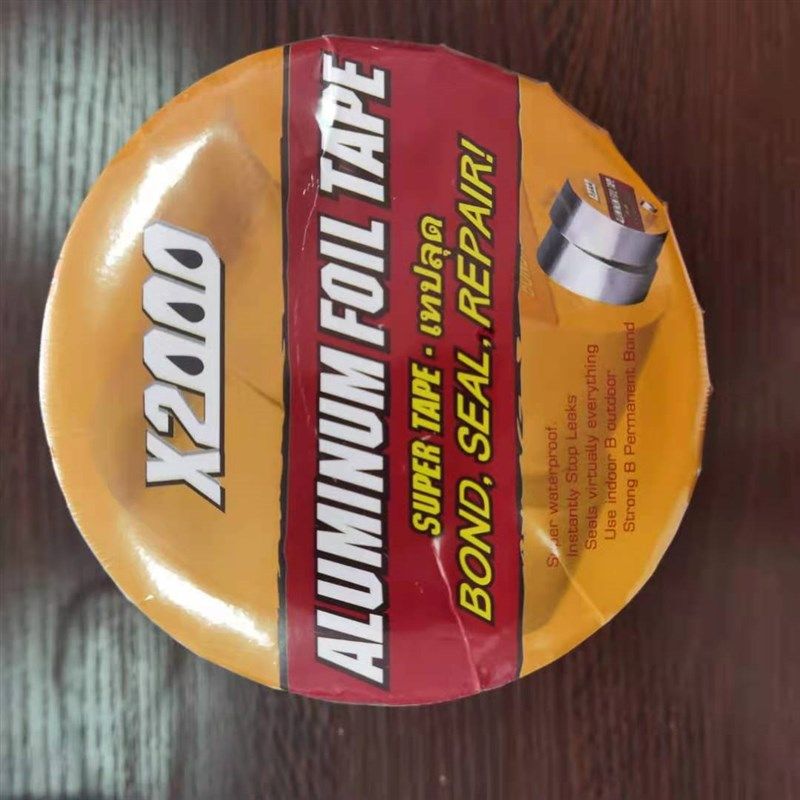 X2000
ALUMINUM FOIL TAPE
SUPER TAPE · เทปลุด
BOND, SEAL, REPAIR!
Super waterproof.
Instantly Stop Leaks
Seals virtually everything
Use indoor B outdoor
Strong B Permanent Bond